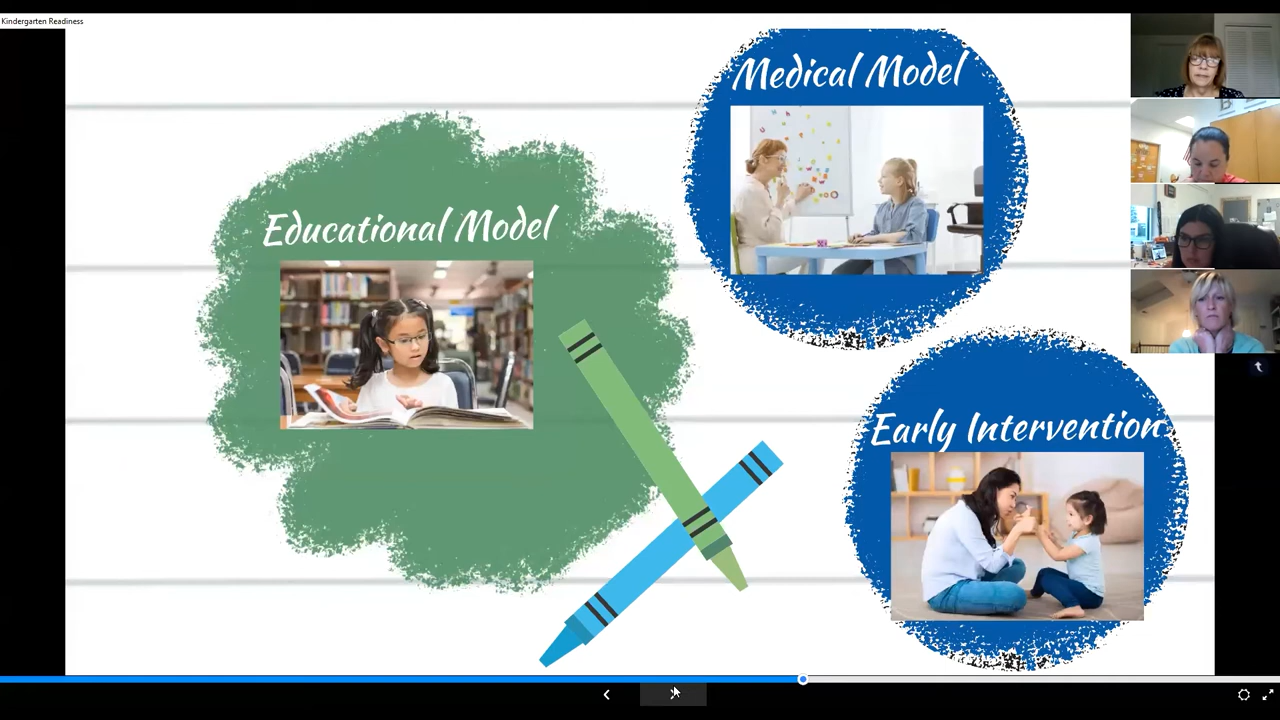 Kindergarten Readiness
Medical Model
Educational Model
Early Intervention